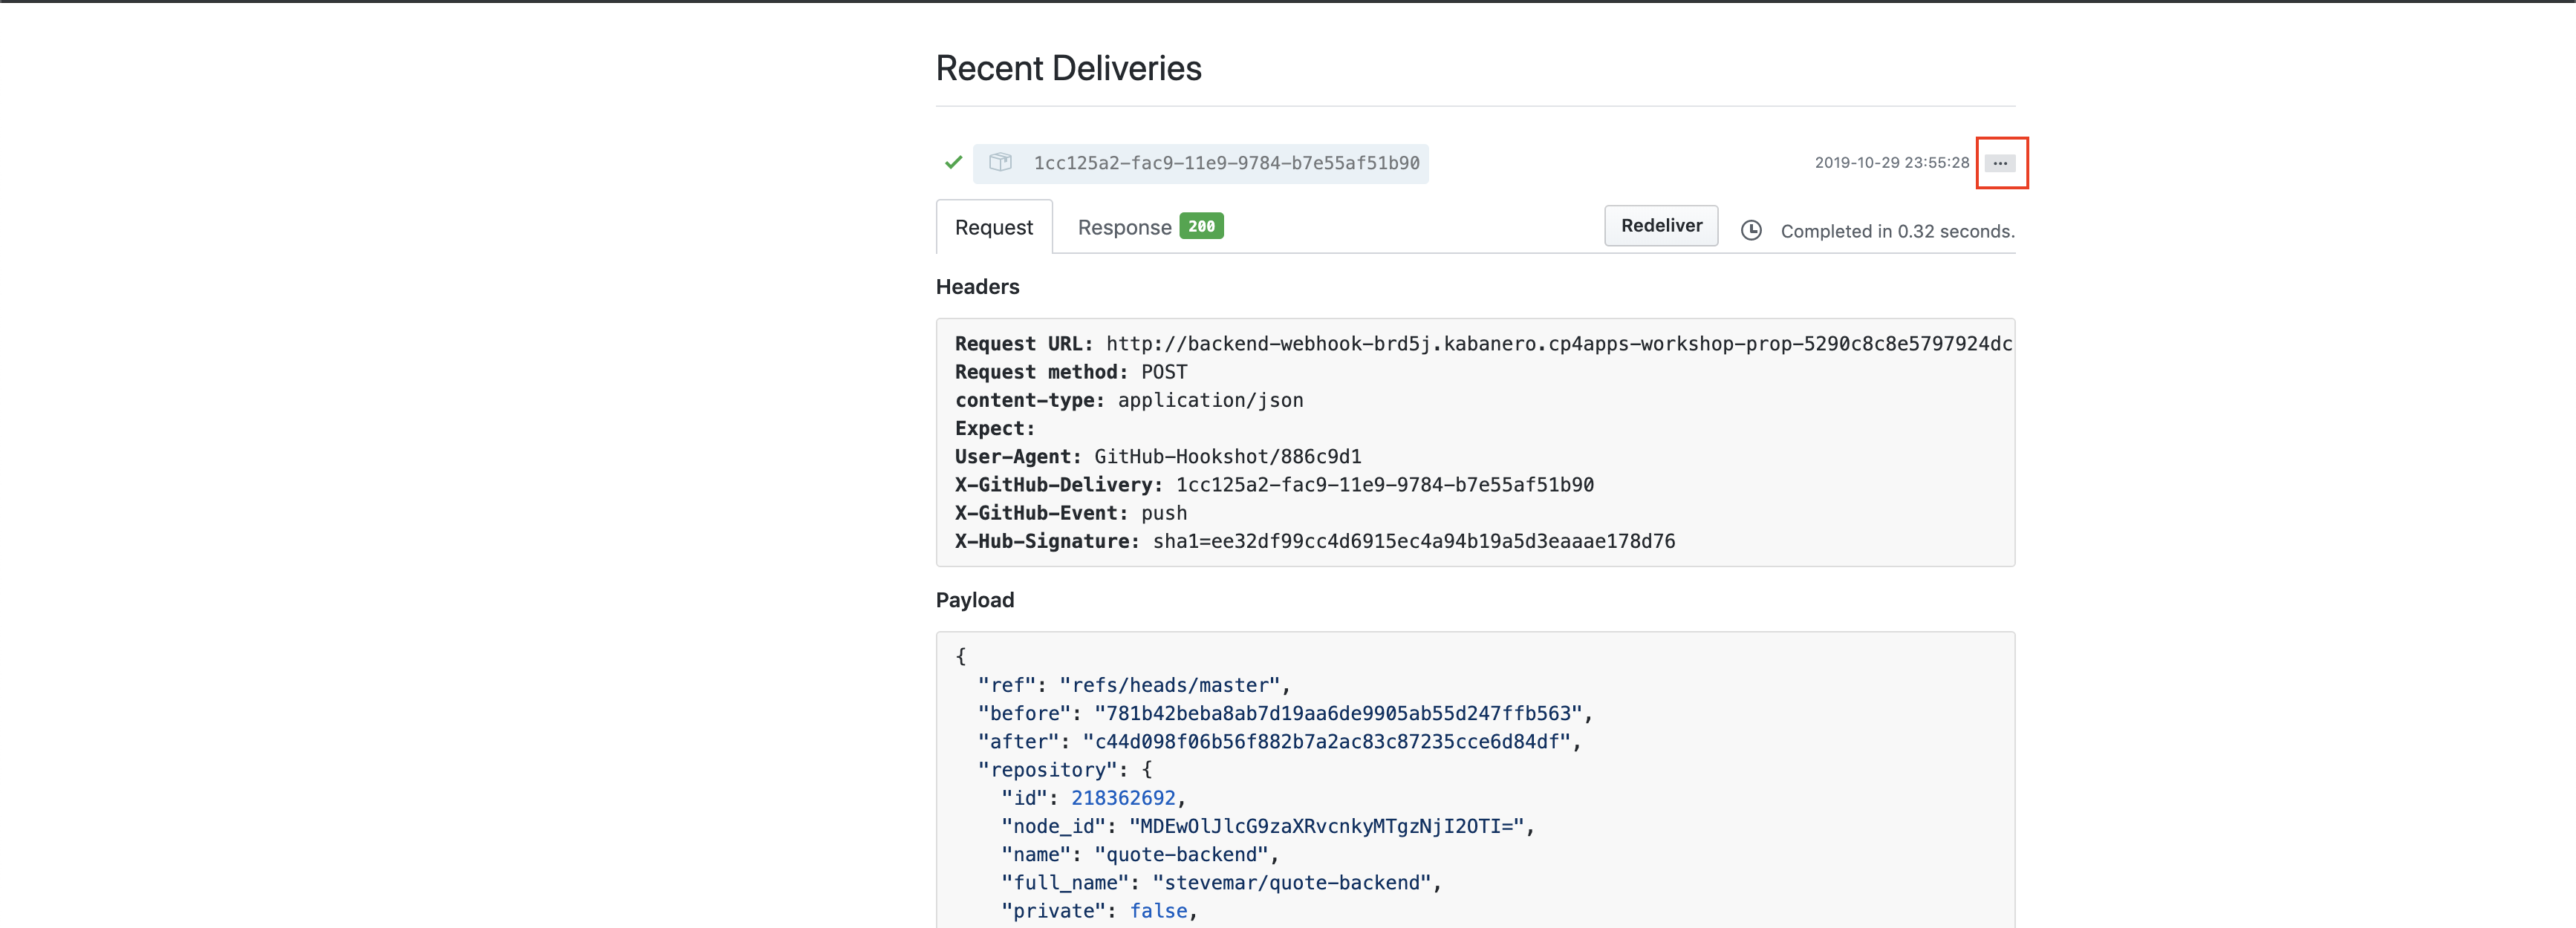 Recent Deliveries
1cc125a2-fac9-11e9-9784-b7e55af51b90 2019-10-29 23:55:28 ...
Request Response 200 Redeliver Completed in 0.32 seconds.
Headers
Request URL: http://backend-webhook-brd5j.kabanero.cp4apps-workshop-prop-5290c8c8e5797924dc
Request method: POST
content-type: application/json
Expect:
User-Agent: GitHub-Hookshot/886c9d1
X-GitHub-Delivery: 1cc125a2-fac9-11e9-9784-b7e55af51b90
X-GitHub-Event: push
X-Hub-Signature: sha1=ee32df99cc4d6915ec4a94b19a5d3eaaae178d76
Payload
{
"ref": "refs/heads/master",
"before": "781b42beba8ab7d19aa6de9905ab55d247ffb563",
"after": "c44d098f06b56f882b7a2ac83c87235cce6d84df",
"repository": {
"id": 218362692,
"node_id": "MDEwOlJlcG9zaXRvcnkyMTgzNjI2OTI=",
"name": "quote-backend",
"full_name": "stevemar/quote-backend",
"private": false,